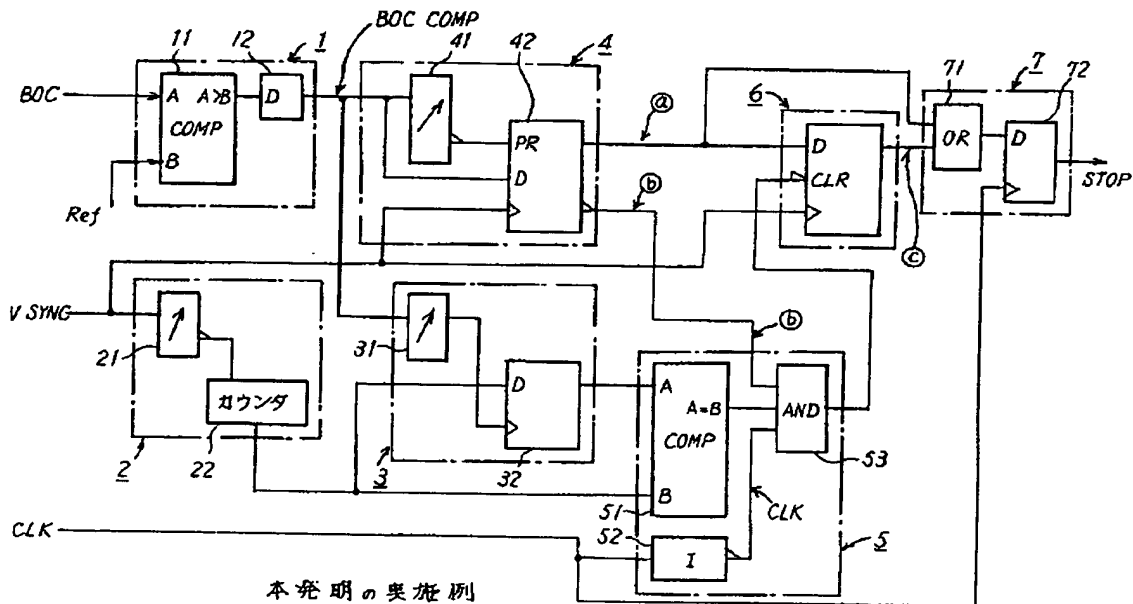 BOC COMP
11
12
1
41
4
BOC
A
A>B
COMP
B
D
42
PR
D
ⓐ
6
D
CLR
71
OR
7
72
D
STOP
Ref
ⓑ
ⓒ
V SYNC
21
カウンタ
2
22
31
D
3
32
ⓑ
A
A=B
COMP
B
51
AND
53
CLK
CLK
52
I
5
本発明の実施例